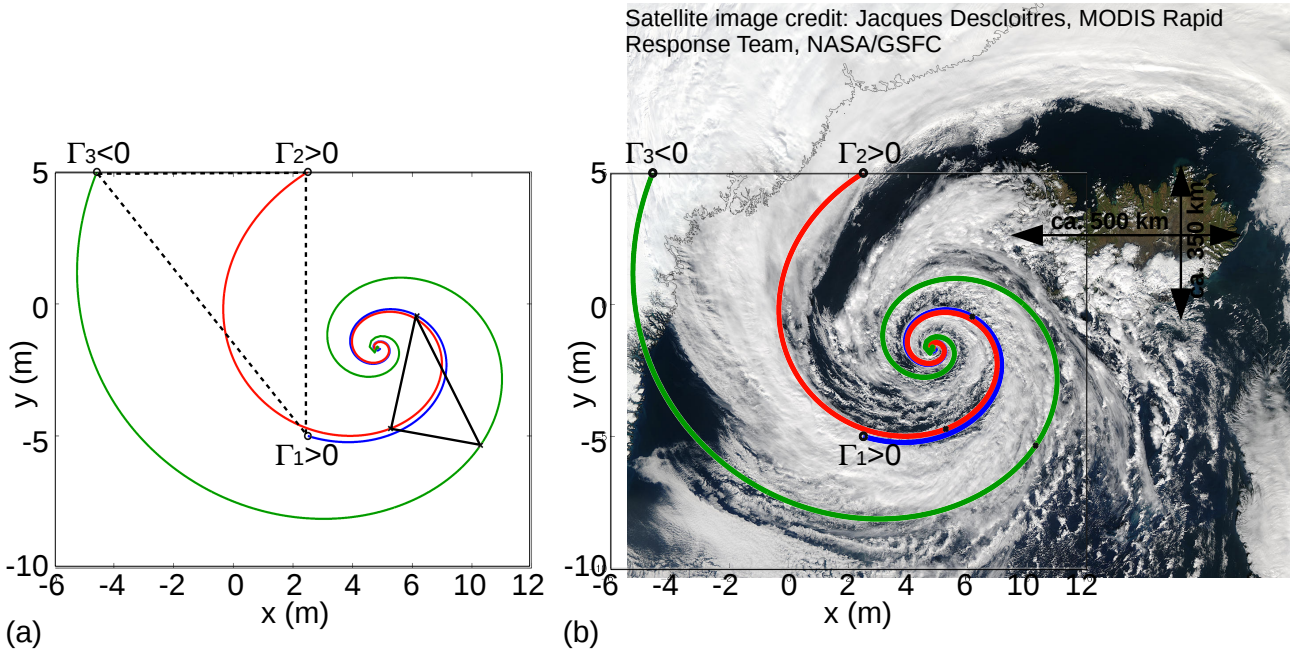 Satellite image credit: Jacques Descloitres, MODIS Rapid
Response Team, NASA/GSFC
Γ3<0
Γ2>0
5
0
-5
-10
y (m)
Γ1>0
-6
-4
-2
0
2
4
6
8
10
12
x (m)
(a)
Γ3<0
Γ2>0
5
0
-5
-10
y (m)
Γ1>0
ca. 500 km
ca. 350 km
-6
-4
-2
0
2
4
6
8
10
12
x (m)
(b)